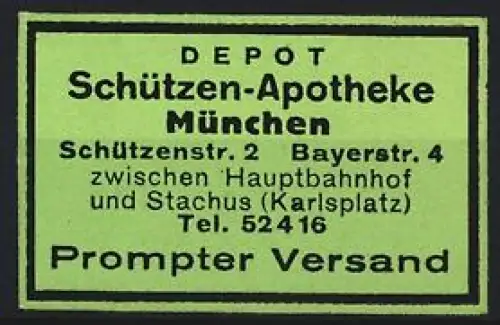 DEPOT
Schützen-Apotheke
München
Schützenstr. 2 Bayerstr. 4
zwischen Hauptbahnhof
und Stachus (Karlsplatz)
Tel. 52416
Prompter Versand